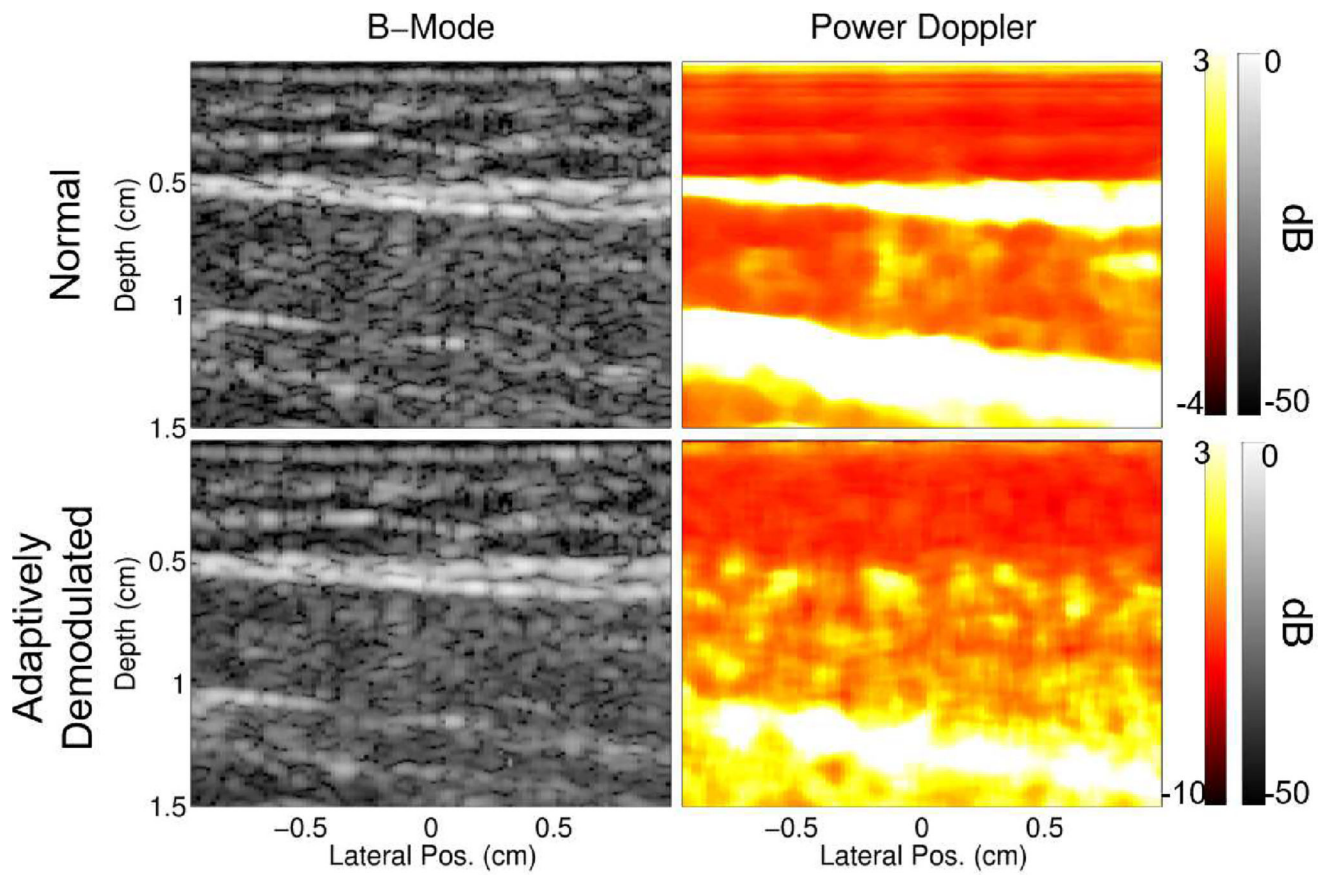 B–Mode
Power Doppler
Normal
Depth (cm)
0.5
1
1.5
3
-4
0
-50
dB
Adaptively
Demodulated
Depth (cm)
0.5
1
1.5
3
-10
0
-50
dB
−0.5 0 0.5
Lateral Pos. (cm)
−0.5 0 0.5
Lateral Pos. (cm)